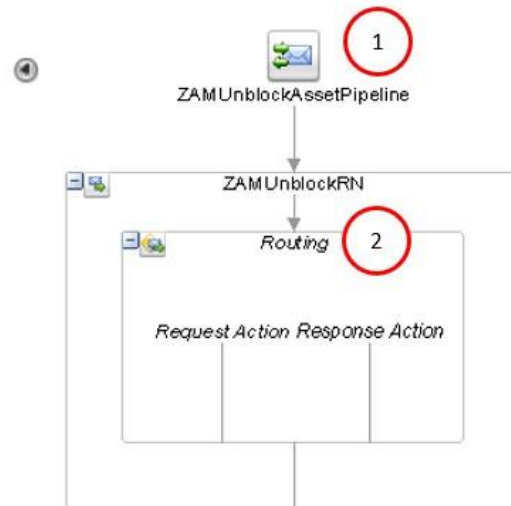 1
ZAMUnblockAssetPipeline
ZAMUnblockRN
Routing 2
Request Action Response Action